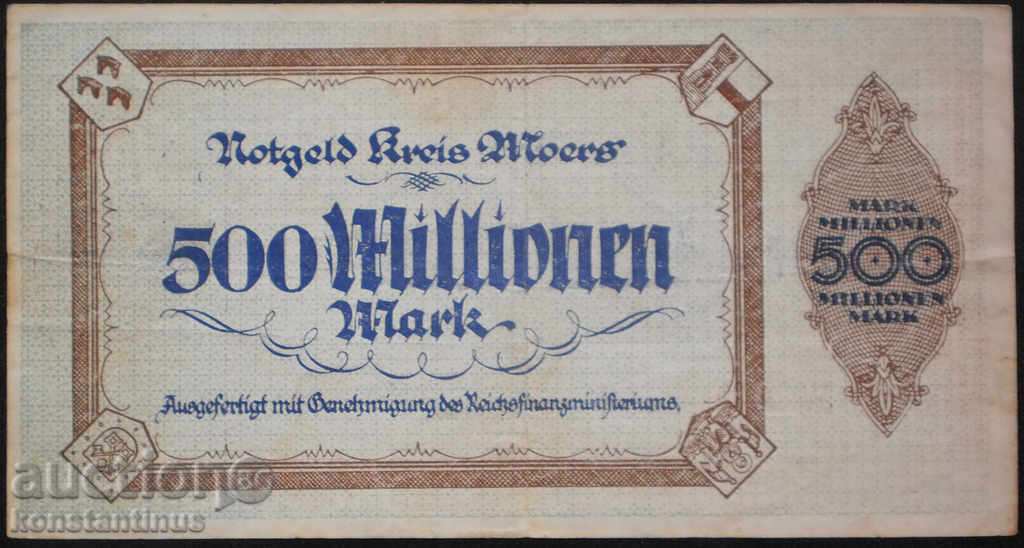 Notgeld Kreis Moers
500 Millionen
Mark
Ausgefertigt mit Genehmigung des Reichsfinanzministeriums.
MARK
MILLIONEN
500
MILLIONEN
MARK
auction
konstantinus